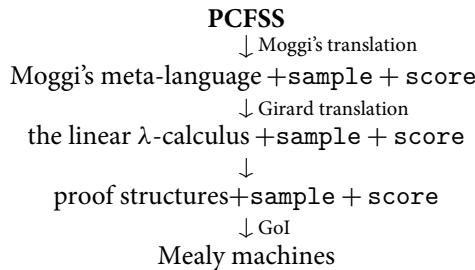 PCFSS
↓ Moggi's translation
Moggi's meta-language +sample + score
↓ Girard translation
the linear λ-calculus +sample + score
↓
proof structures+sample + score
↓ GoI
Mealy machines